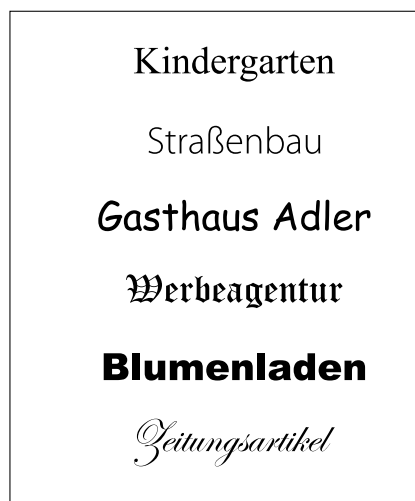 Kindergarten
Straßenbau
Gasthaus Adler
Werbeagentur
Blumenladen
Zeitungsartikel